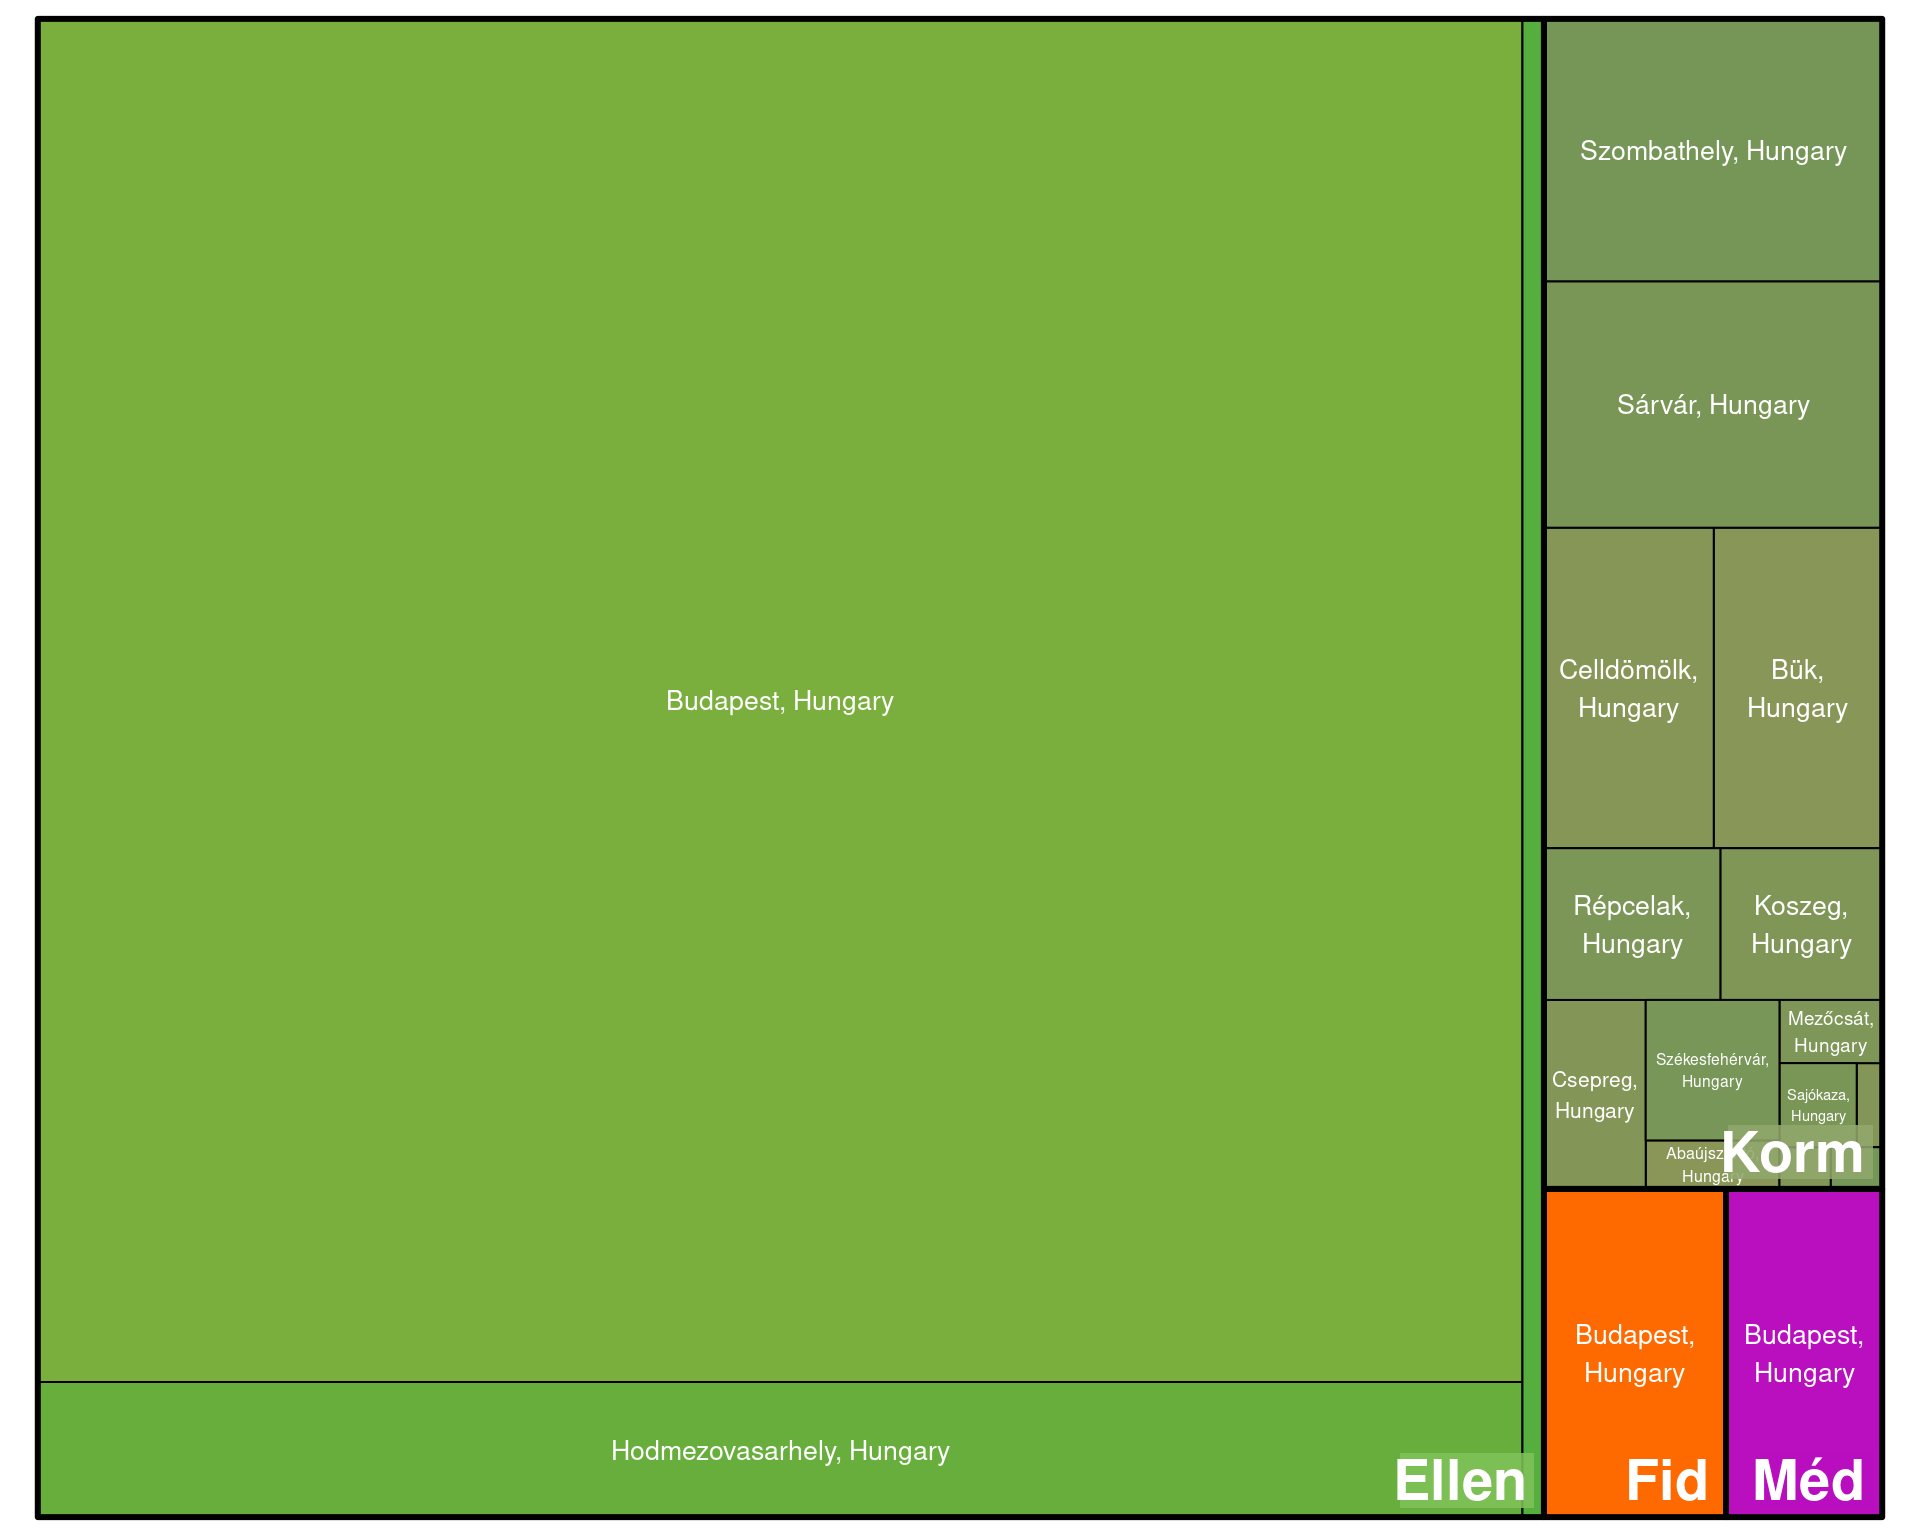 Szombathely, Hungary
Sárvár, Hungary
Budapest, Hungary
Celldömölk,
Hungary
Bük,
Hungary
Répcelak,
Hungary
Koszeg,
Hungary
Csepreg,
Hungary
Székesfehérvár,
Hungary
Mezőcsát,
Hungary
Sajókaza,
Hungary
Hungary
Korm
Budapest,
Hungary
Budapest,
Hungary
Hodmezovasarhely, Hungary
Ellen
Fid
Méd